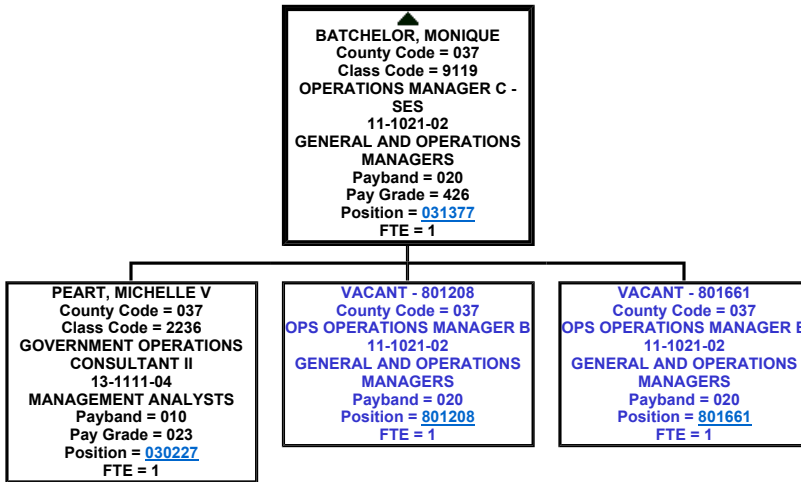 BATCHELOR, MONIQUE
County Code = 037
Class Code = 9119
OPERATIONS MANAGER C -
SES
11-1021-02
GENERAL AND OPERATIONS
MANAGERS
Payband = 020
Pay Grade = 426
Position = 031377
FTE = 1
PEART, MICHELLE V
County Code = 037
Class Code = 2236
GOVERNMENT OPERATIONS
CONSULTANT II
13-1111-04
MANAGEMENT ANALYSTS
Payband = 010
Pay Grade = 023
Position = 030227
FTE = 1
VACANT - 801208
County Code = 037
OPS OPERATIONS MANAGER B
11-1021-02
GENERAL AND OPERATIONS
MANAGERS
Payband = 020
Position = 801208
FTE = 1
VACANT - 801661
County Code = 037
OPS OPERATIONS MANAGER B
11-1021-02
GENERAL AND OPERATIONS
MANAGERS
Payband = 020
Position = 801661
FTE = 1